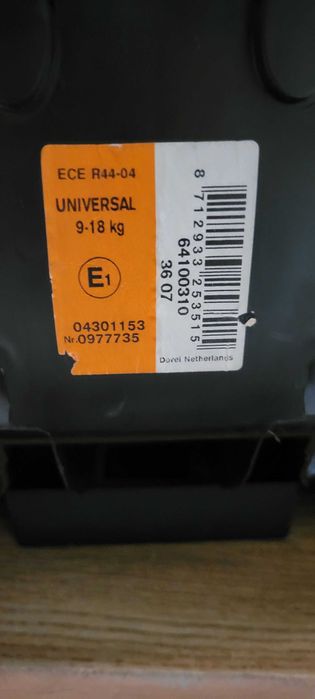 ECE R44-04
UNIVERSAL
9-18 kg
E1
04301153
Nr.0977735
8 712933 253515
64100310
36 07
Dorel Netherlands